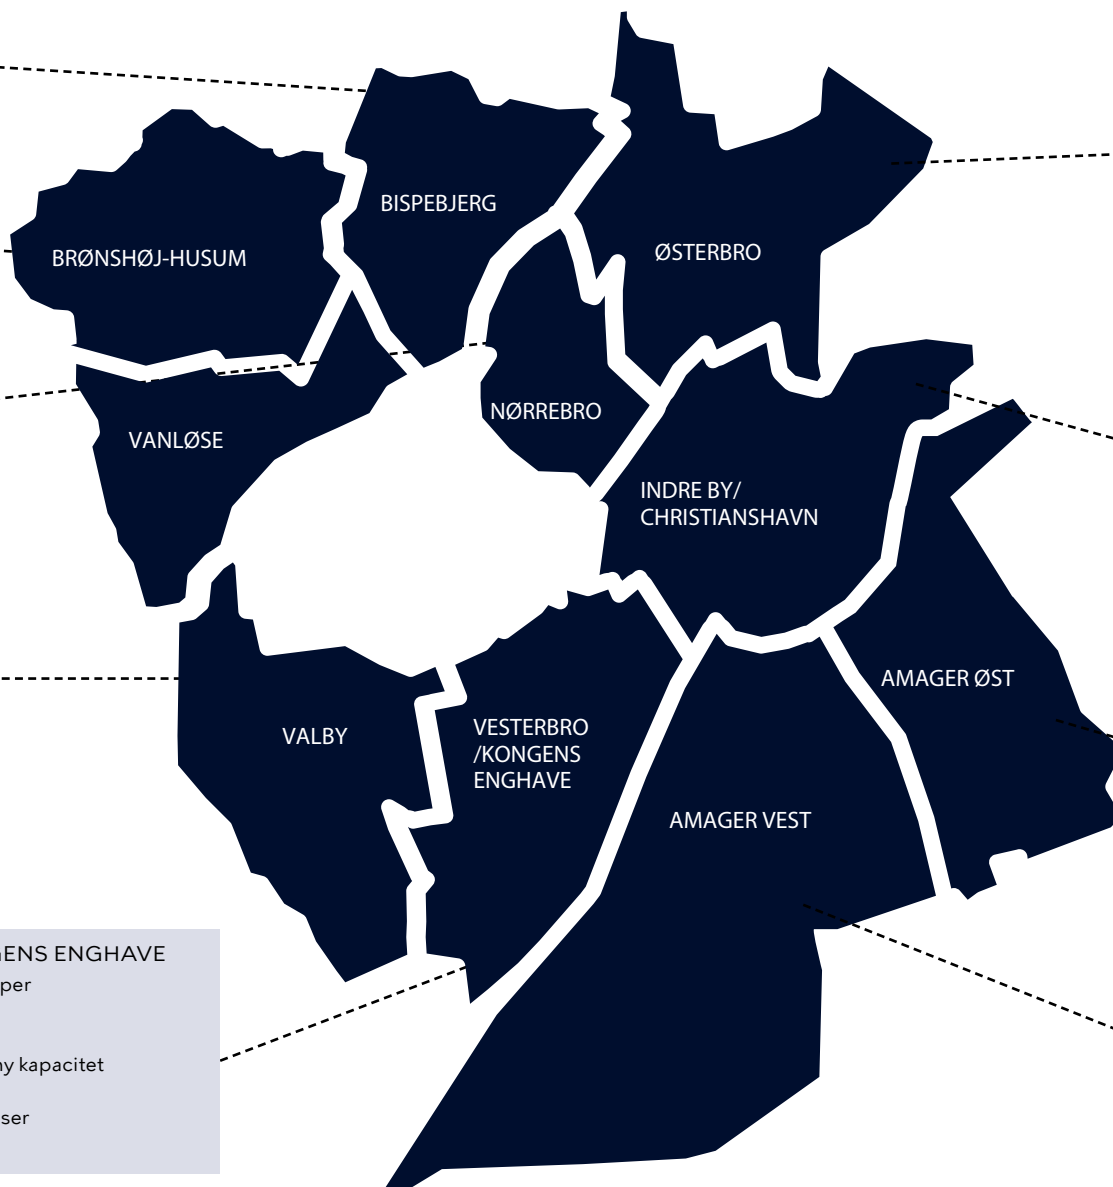 BISPEBJERG
BRØNSHØJ-HUSUM
ØSTERBRO
NØRREBRO
VANLØSE
INDRE BY/
CHRISTIANSHAVN
AMAGER ØST
VALBY
VESTERBRO
/KONGENS
ENGHAVE
AMAGER VEST
ENS ENGHAVE
per
ny kapacitet
ser